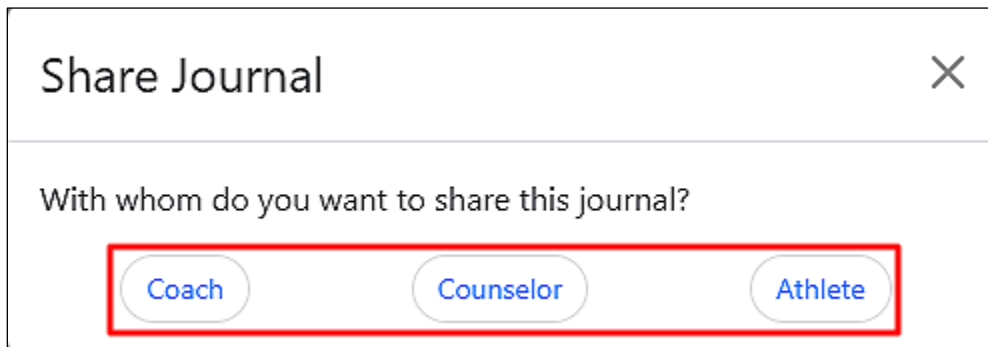 Share Journal
With whom do you want to share this journal?
Coach Counselor Athlete